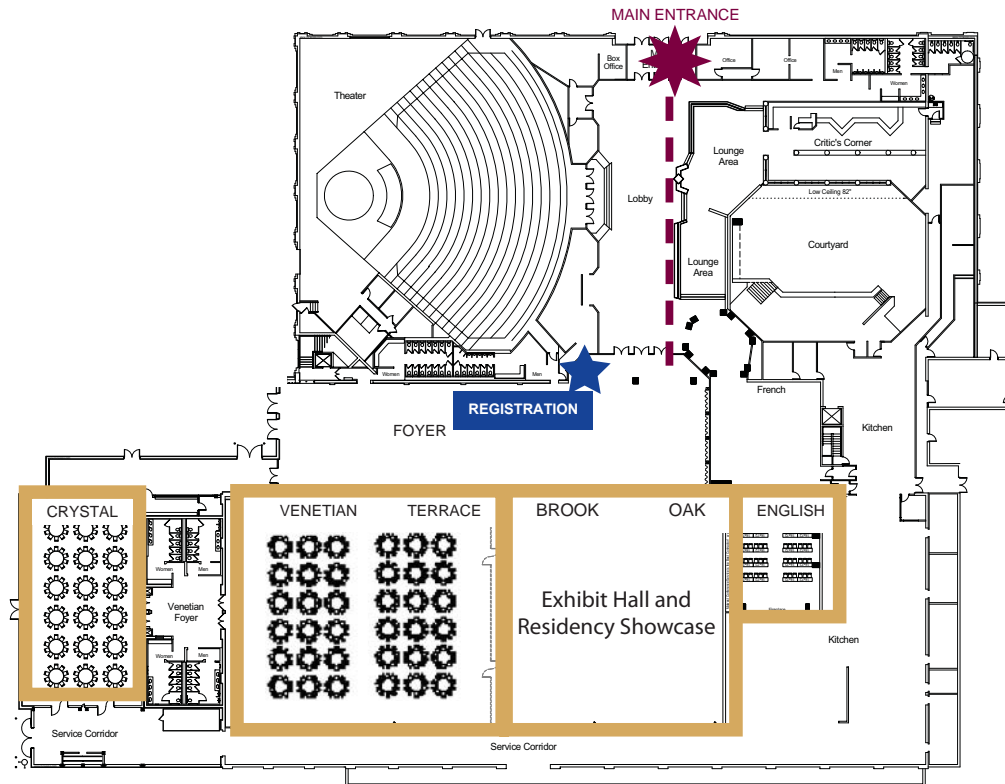 MAIN ENTRANCE
Box
Office
Office
Office
Men
Women
Theater
Lounge
Area
Critic's Corner
Low Ceiling 82"
Lobby
Courtyard
Lounge
Area
Women
Men
French
REGISTRATION
FOYER
Kitchen
CRYSTAL
VENETIAN
TERRACE
BROOK
OAK
ENGLISH
Women
Men
Venetian
Foyer
Exhibit Hall and
Residency Showcase
Kitchen
Women
Men
Service Corridor
Service Corridor